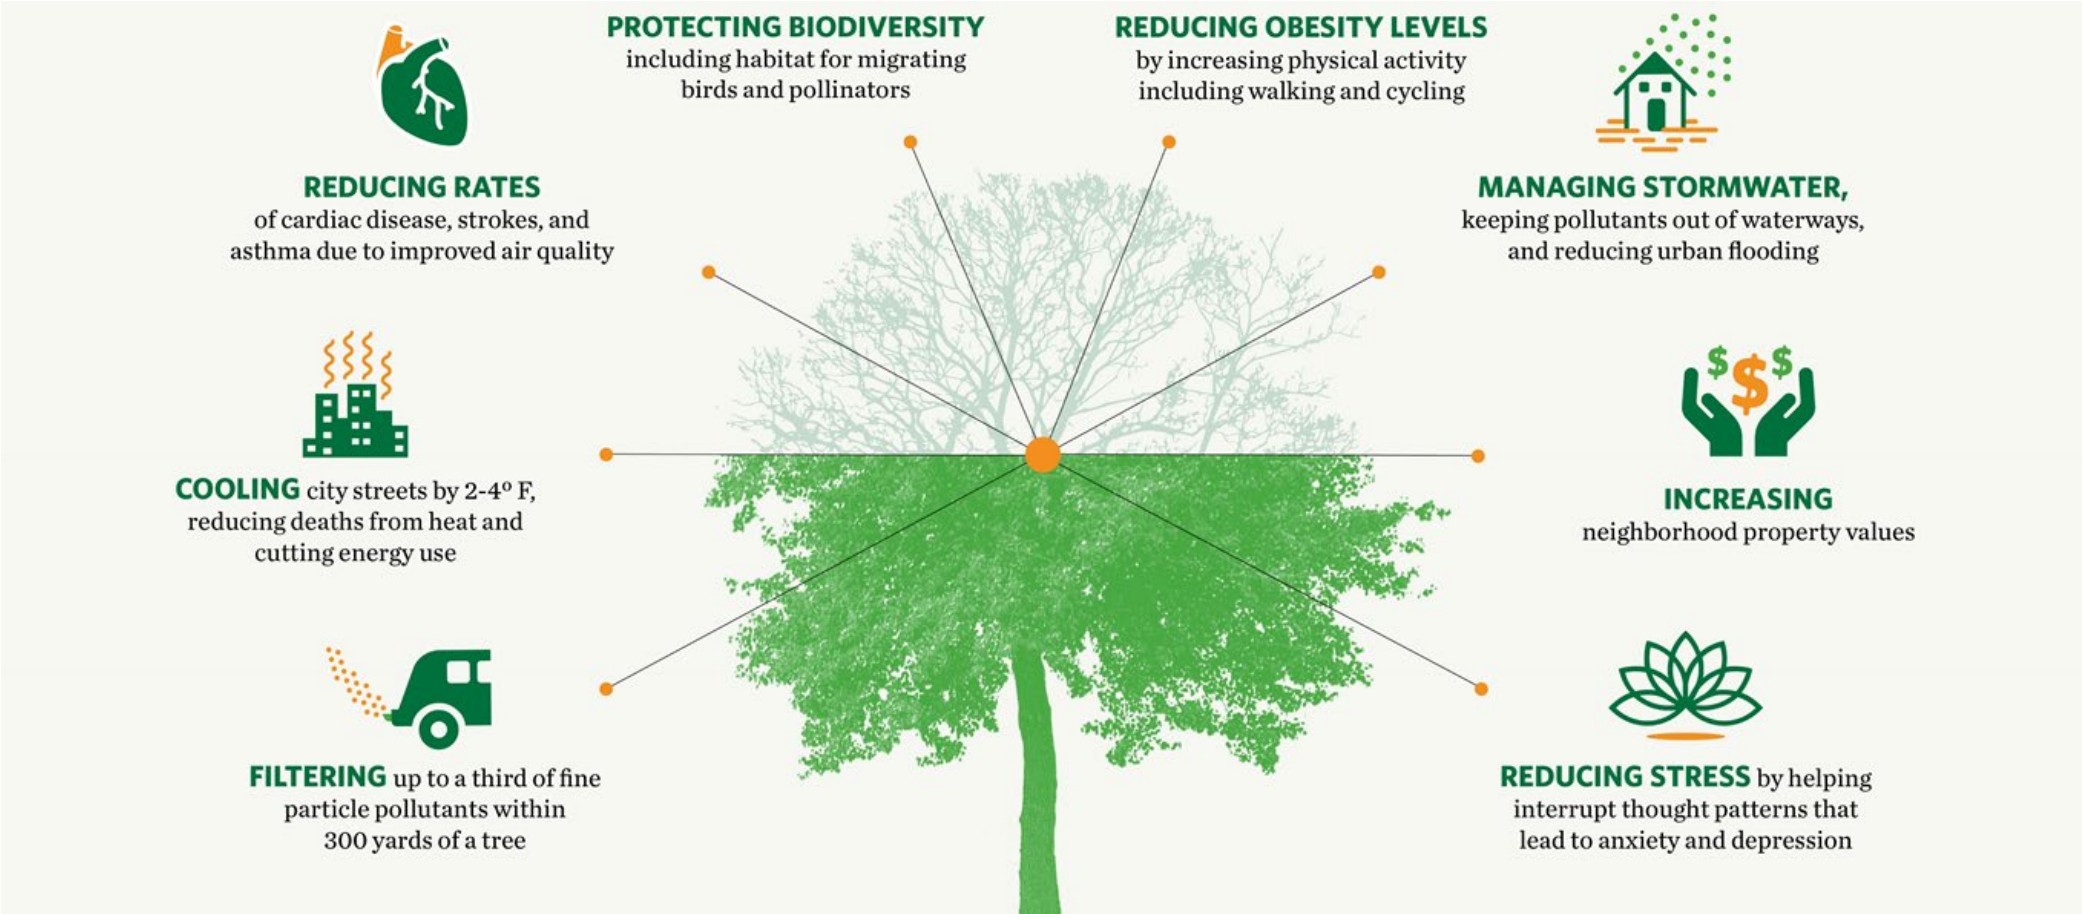 PROTECTING BIODIVERSITY
including habitat for migrating
birds and pollinators
REDUCING OBESITY LEVELS
by increasing physical activity
including walking and cycling
REDUCING RATES
of cardiac disease, strokes, and
asthma due to improved air quality
MANAGING STORMWATER,
keeping pollutants out of waterways,
and reducing urban flooding
COOLING city streets by 2-4º F,
reducing deaths from heat and
cutting energy use
$ $ $
INCREASING
neighborhood property values
FILTERING up to a third of fine
particle pollutants within
300 yards of a tree
REDUCING STRESS by helping
interrupt thought patterns that
lead to anxiety and depression